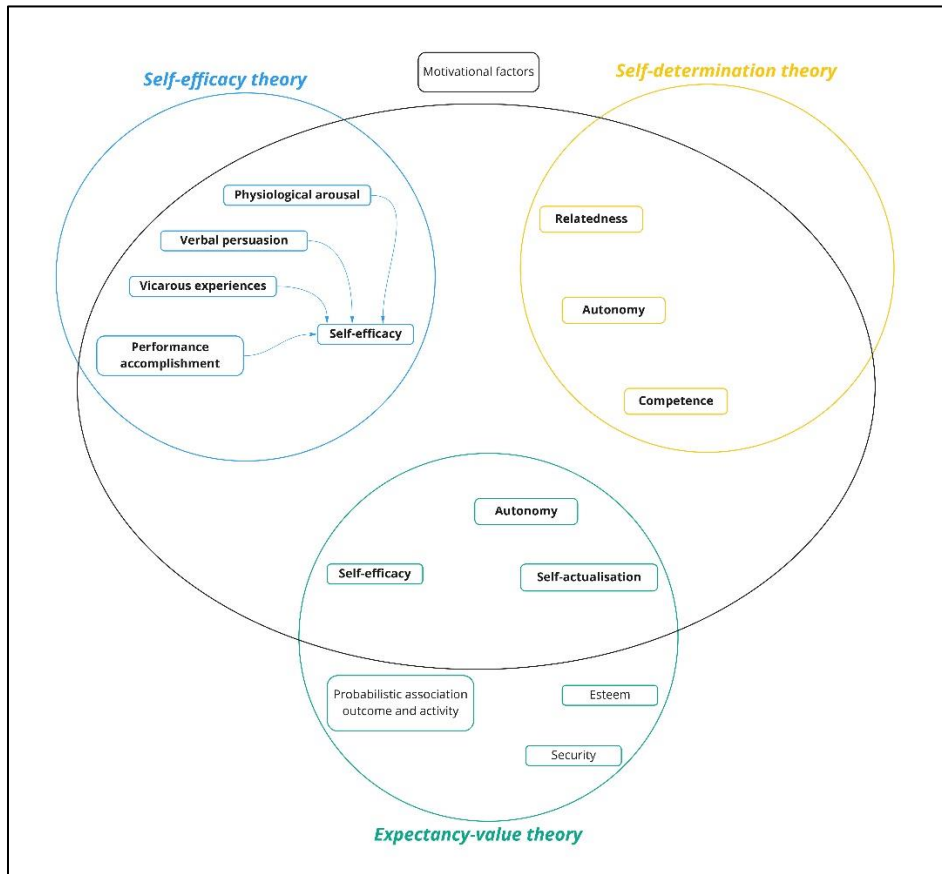 Motivational factors
Self-efficacy theory
Self-determination theory
Physiological arousal
Verbal persuasion
Vicarous experiences
Self-efficacy
Performance
accomplishment
Relatedness
Autonomy
Competence
Autonomy
Self-efficacy
Self-actualisation
Probabilistic association
outcome and activity
Esteem
Security
Expectancy-value theory